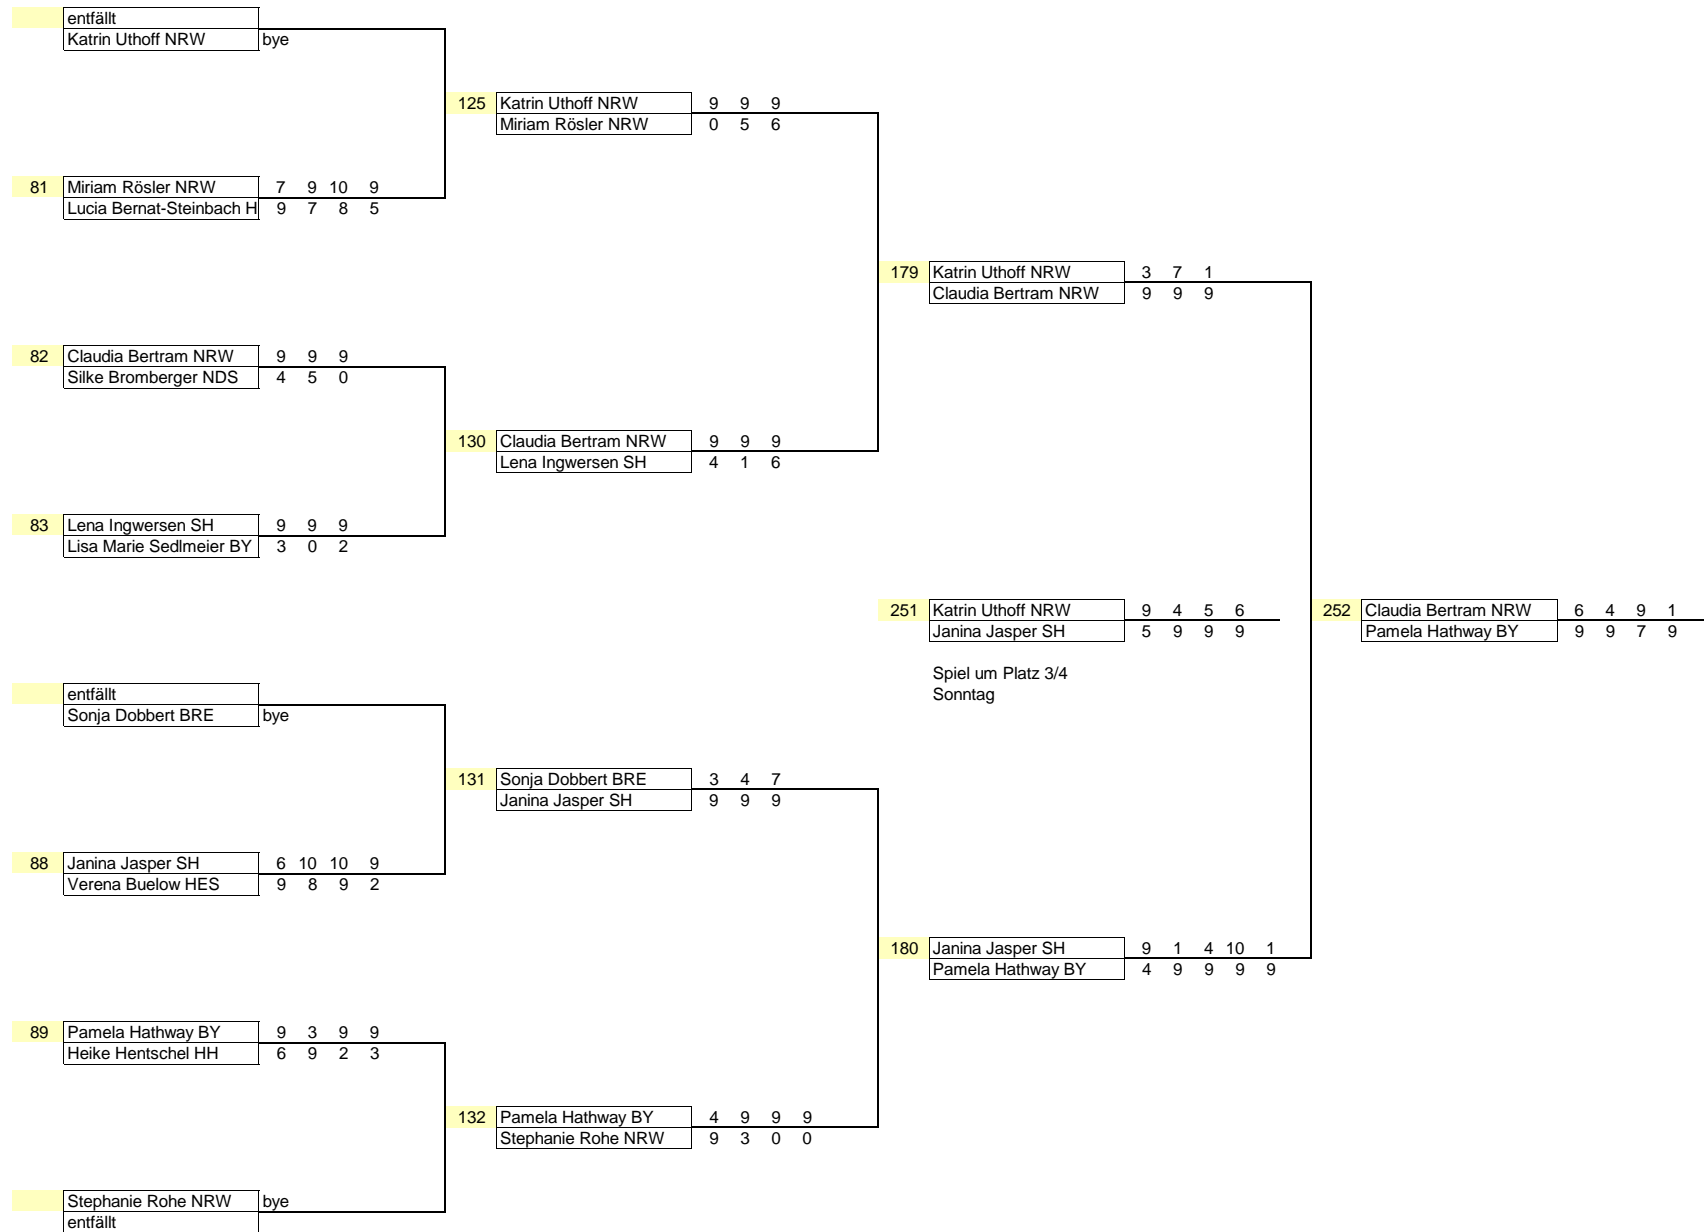 entfällt
Katrin Uthoff NRW bye
125 Katrin Uthoff NRW 9 9 9
Miriam Rösler NRW 0 5 6
81 Miriam Rösler NRW 7 9 10 9
Lucia Bernat-Steinbach H 9 7 8 5
179 Katrin Uthoff NRW 3 7 1
Claudia Bertram NRW 9 9 9
82 Claudia Bertram NRW 9 9 9
Silke Bromberger NDS 4 5 0
130 Claudia Bertram NRW 9 9 9
Lena Ingwersen SH 4 1 6
83 Lena Ingwersen SH 9 9 9
Lisa Marie Sedlmeier BY 3 0 2
251 Katrin Uthoff NRW 9 4 5 6 252 Claudia Bertram NRW 6 4 9 1
Janina Jasper SH 5 9 9 9 Pamela Hathway BY 9 9 7 9
Spiel um Platz 3/4
entfällt Sonntag
Sonja Dobbert BRE bye
131 Sonja Dobbert BRE 3 4 7
Janina Jasper SH 9 9 9
88 Janina Jasper SH 6 10 10 9
Verena Buelow HES 9 8 9 2
180 Janina Jasper SH 9 1 4 10 1
Pamela Hathway BY 4 9 9 9 9
89 Pamela Hathway BY 9 3 9 9
Heike Hentschel HH 6 9 2 3
132 Pamela Hathway BY 4 9 9 9
Stephanie Rohe NRW 9 3 0 0
Stephanie Rohe NRW bye
entfällt